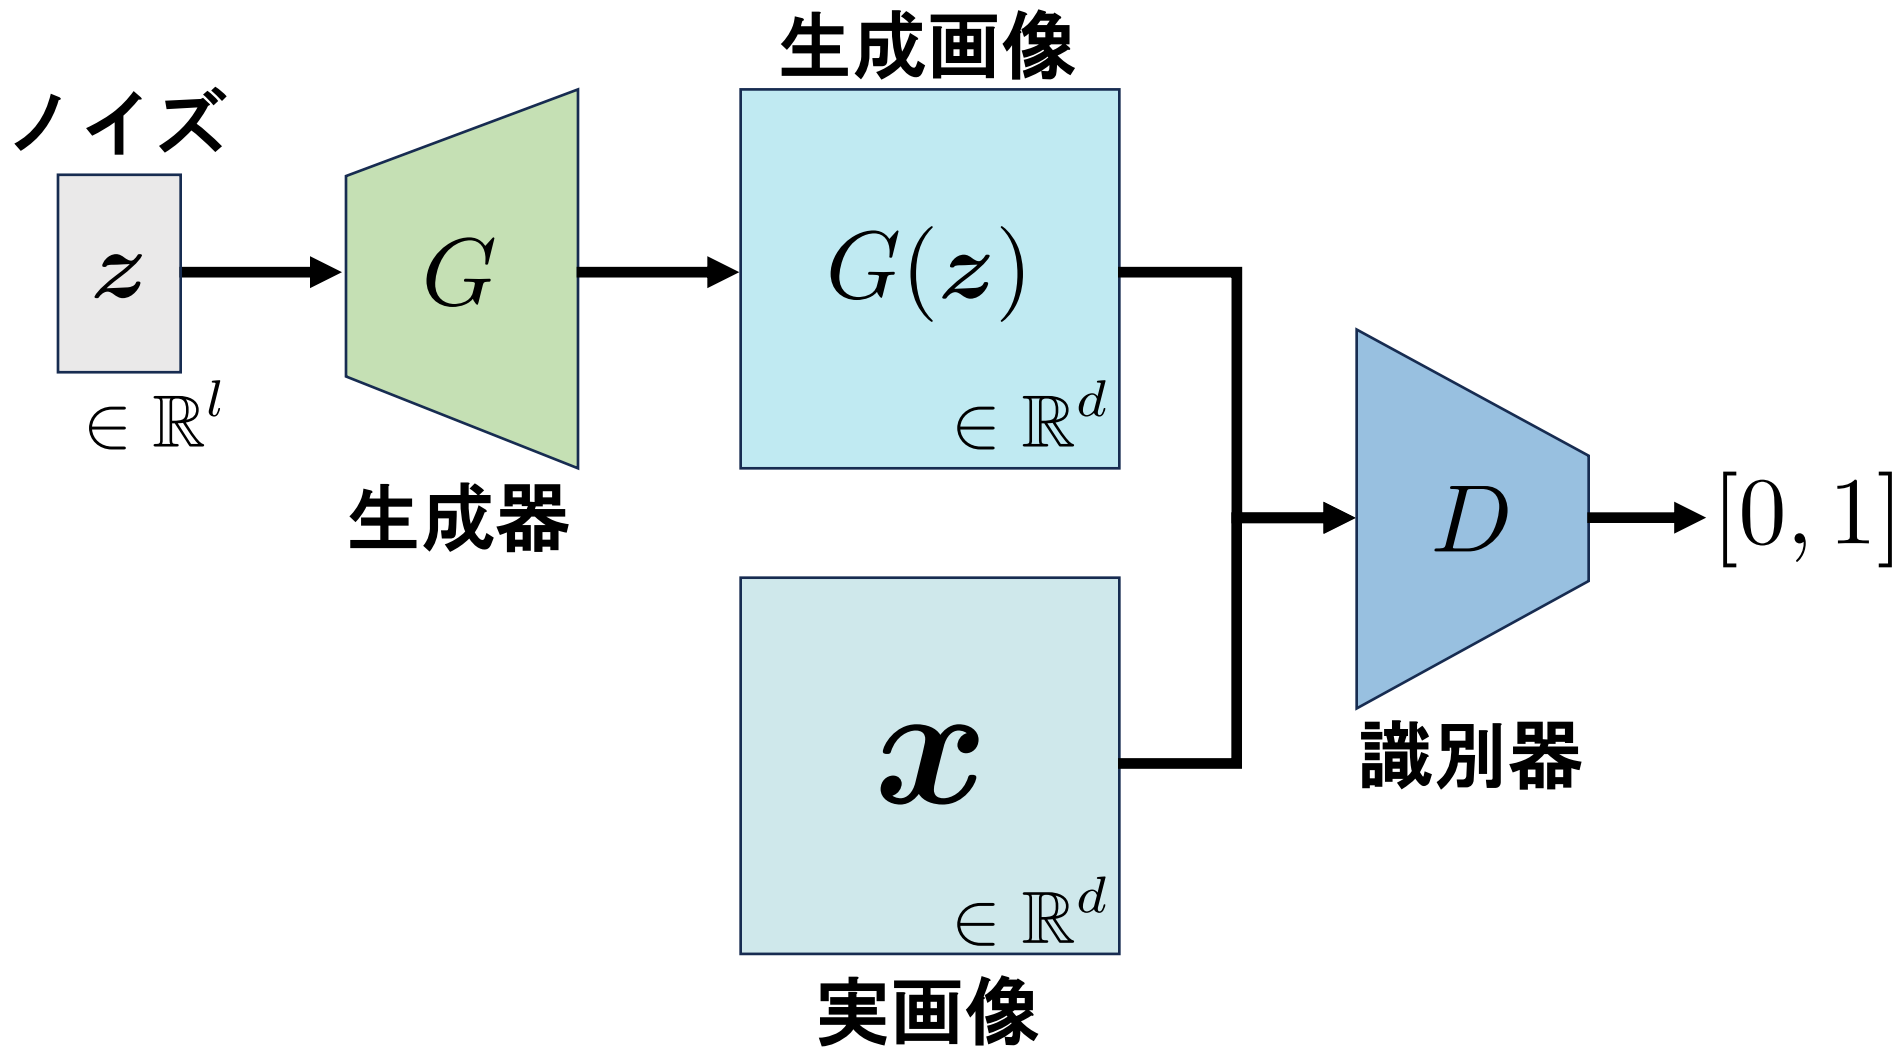 ノイズ
z
∈ ℝ^l
G
生成器
生成画像
G(z)
∈ ℝ^d
x
∈ ℝ^d
実画像
D
識別器
[0, 1]